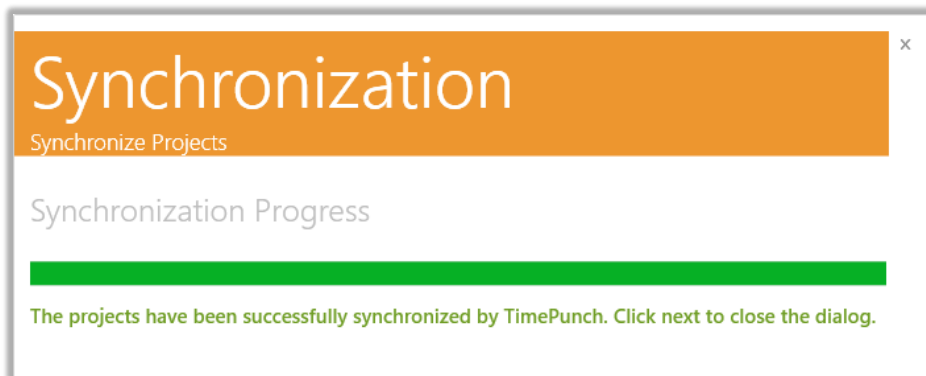 Synchronization
Synchronize Projects
Synchronization Progress
The projects have been successfully synchronized by TimePunch. Click next to close the dialog.